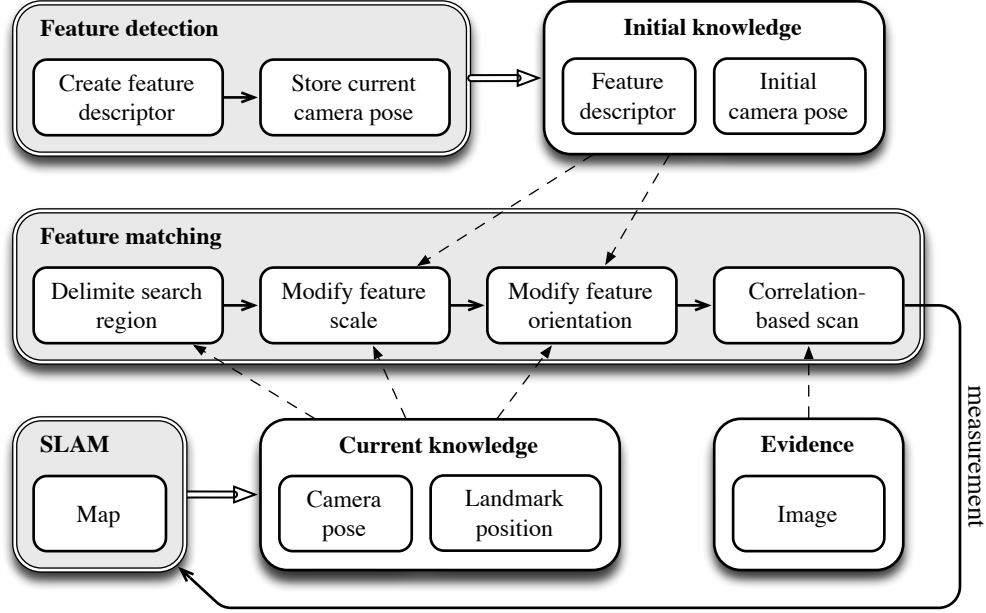 Feature detection
Create feature
descriptor
Store current
camera pose
Initial knowledge
Feature
descriptor
Initial
camera pose
Feature matching
Delimite search
region
Modify feature
scale
Modify feature
orientation
Correlation-
based scan
measurement
SLAM
Map
Current knowledge
Camera
pose
Landmark
position
Evidence
Image